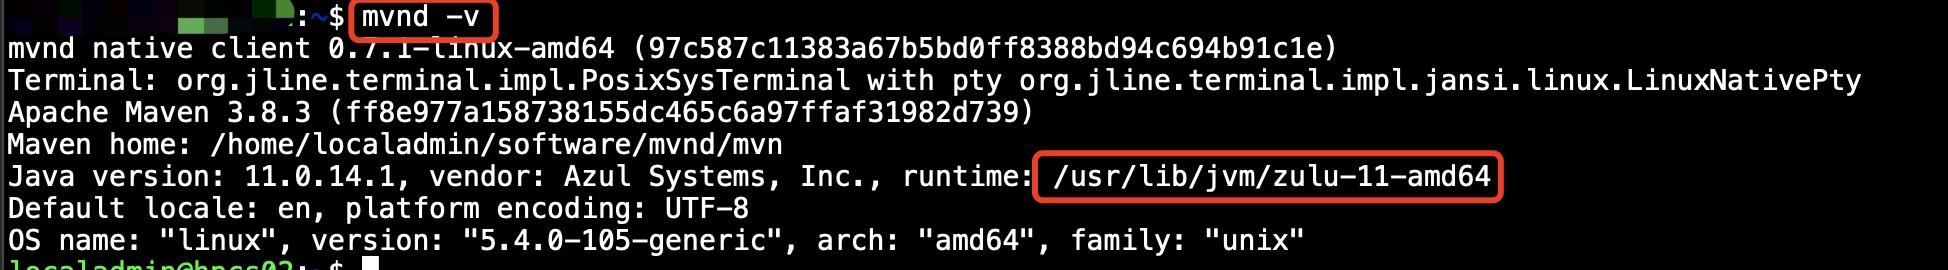 :~$ mvnd -v
mvnd native client 0.7.1-linux-amd64 (97c587c11383a67b5bd0ff8388bd94c694b91c1e)
Terminal: org.jline.terminal.impl.PosixSysTerminal with pty org.jline.terminal.impl.jansi.linux.LinuxNativePty
Apache Maven 3.8.3 (ff8e977a158738155dc465c6a97ffaf31982d739)
Maven home: /home/localadmin/software/mvnd/mvn
Java version: 11.0.14.1, vendor: Azul Systems, Inc., runtime: /usr/lib/jvm/zulu-11-amd64
Default locale: en, platform encoding: UTF-8
OS name: "linux", version: "5.4.0-105-generic", arch: "amd64", family: "unix"